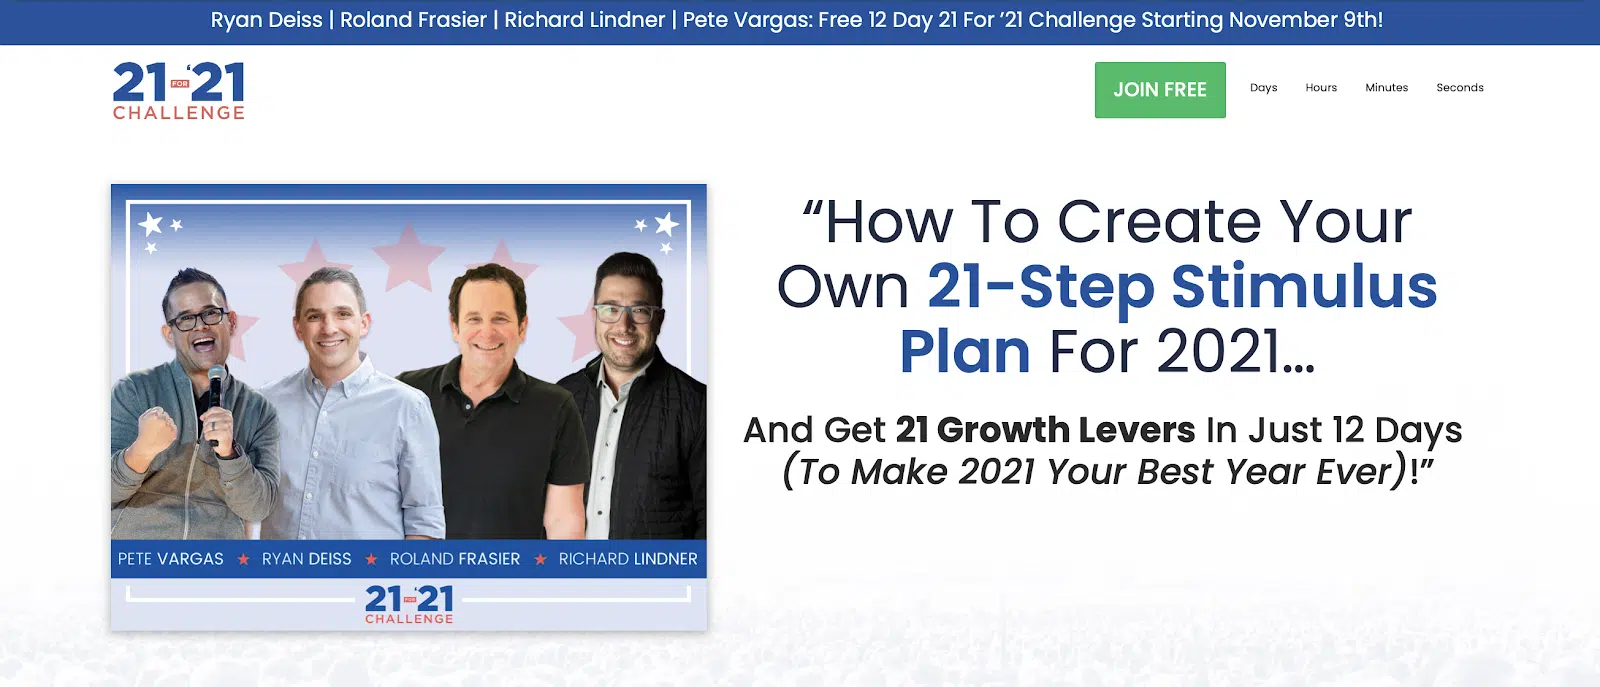 Ryan Deiss | Roland Frasier | Richard Lindner | Pete Vargas: Free 12 Day 21 For ’21 Challenge Starting November 9th!
21 FOR ‘21
CHALLENGE
JOIN FREE
Days Hours Minutes Seconds
“How To Create Your
Own 21-Step Stimulus
Plan For 2021...
And Get 21 Growth Levers In Just 12 Days
(To Make 2021 Your Best Year Ever)!”
PETE VARGAS ★ RYAN DEISS ★ ROLAND FRASIER ★ RICHARD LINDNER
21 FOR ‘21
CHALLENGE